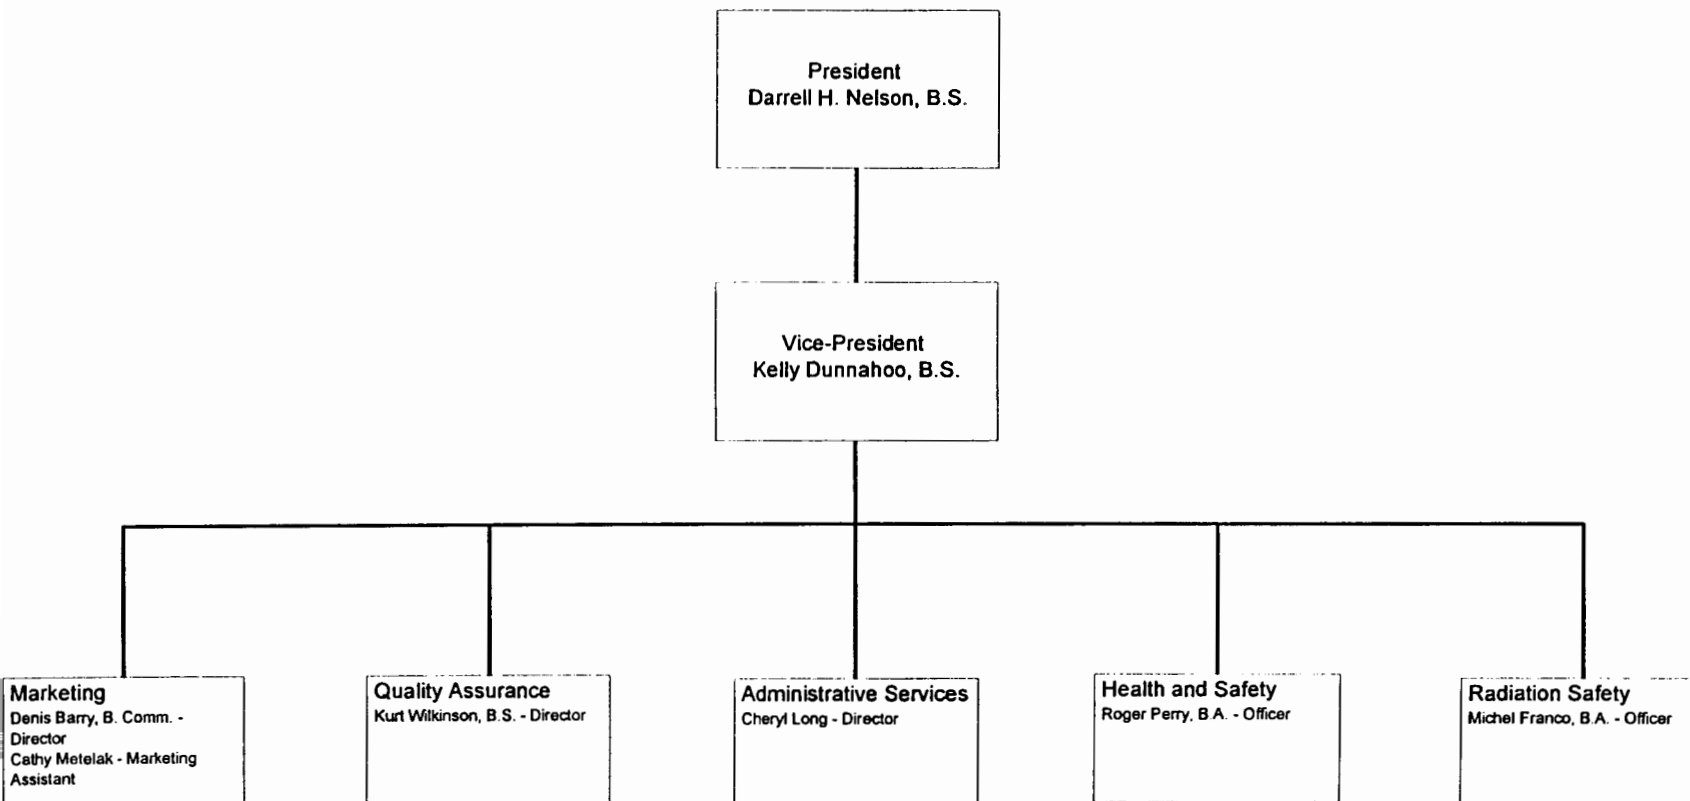 President
Darrell H. Nelson, B.S.
Vice-President
Kelly Dunnahoo, B.S.
Marketing
Denis Barry, B. Comm. -
Director
Cathy Metelak - Marketing
Assistant
Quality Assurance
Kurt Wilkinson, B.S. - Director
Administrative Services
Cheryl Long - Director
Health and Safety
Roger Perry, B.A. - Officer
Radiation Safety
Michel Franco, B.A. - Officer